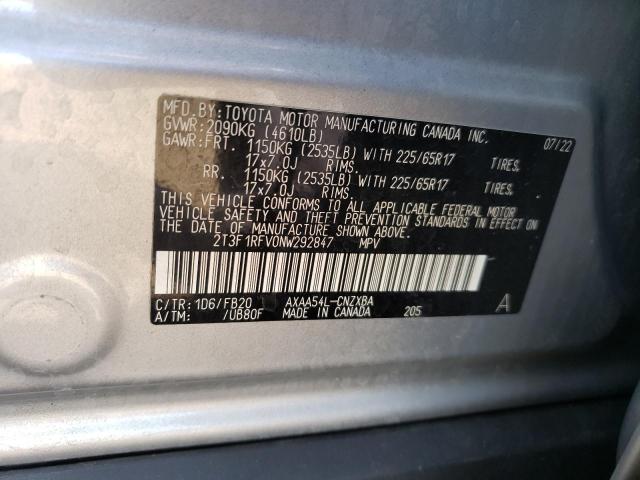 MFD.BY:TOYOTA MOTOR MANUFACTURING CANADA INC. 07/22
GVWR:2090KG (4610LB)
GAWR:FRT. 1150KG (2535LB) WITH 225/65R17 TIRES.
17x7.0J RIMS.
RR. 1150KG (2535LB) WITH 225/65R17 TIRES.
17x7.0J RIMS.
THIS VEHICLE CONFORMS TO ALL APPLICABLE FEDERAL MOTOR
VEHICLE SAFETY AND THEFT PREVENTION STANDARDS IN EFFECT ON
THE DATE OF MANUFACTURE SHOWN ABOVE.
2T3F1RFV0NW292847 MPV
C/TR:1D6/FB20 AXAA54L-CNZXBA A
A/TM: /UB80F MADE IN CANADA 205